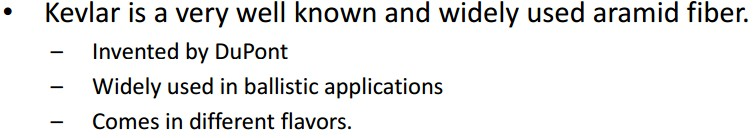 • Kevlar is a very well known and widely used aramid fiber.
– Invented by DuPont
– Widely used in ballistic applications
– Comes in different flavors.